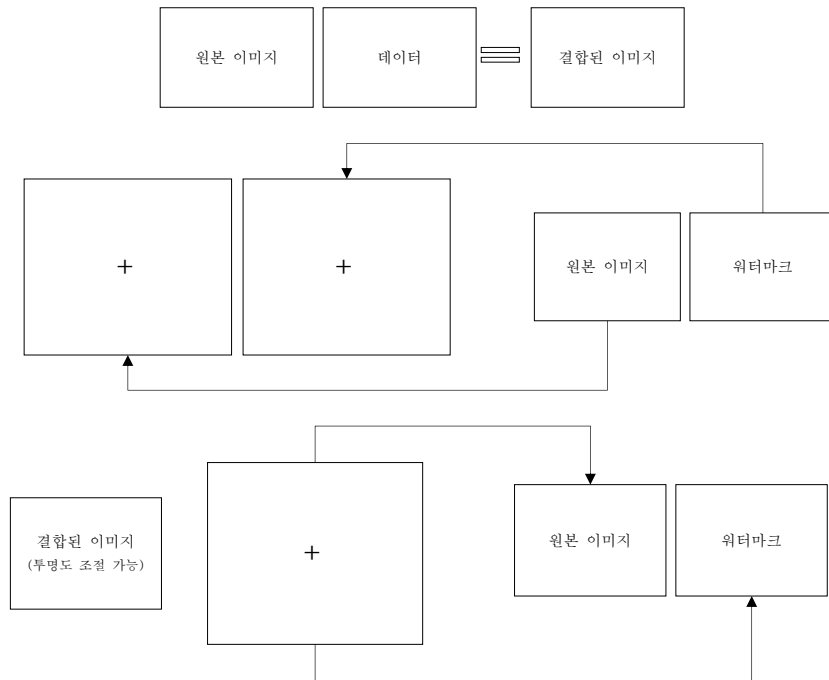 원본 이미지
데이터
결합된 이미지
+
+
원본 이미지
워터마크
+
결합된 이미지
(투명도 조절 가능)
원본 이미지
워터마크